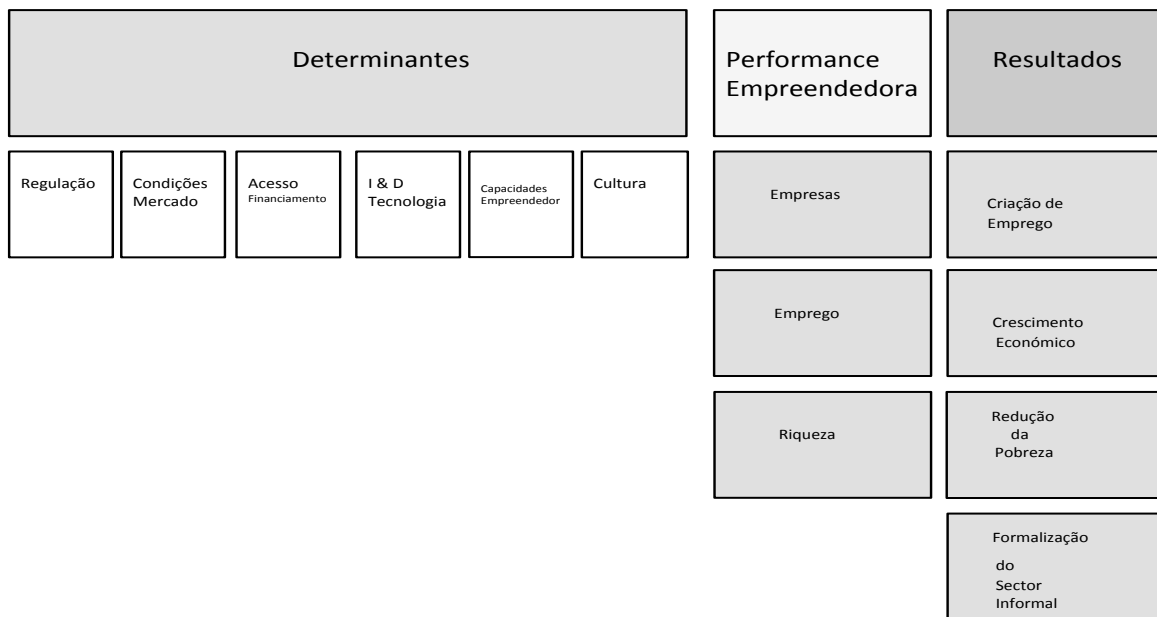 Determinantes
Performance
Empreendedora
Resultados
Regulação
Condições
Mercado
Acesso
Financiamento
I & D
Tecnologia
Capacidades
Empreendedor
Cultura
Empresas
Criação de
Emprego
Emprego
Crescimento
Económico
Riqueza
Redução
da
Pobreza
Formalização
do
Sector
Informal